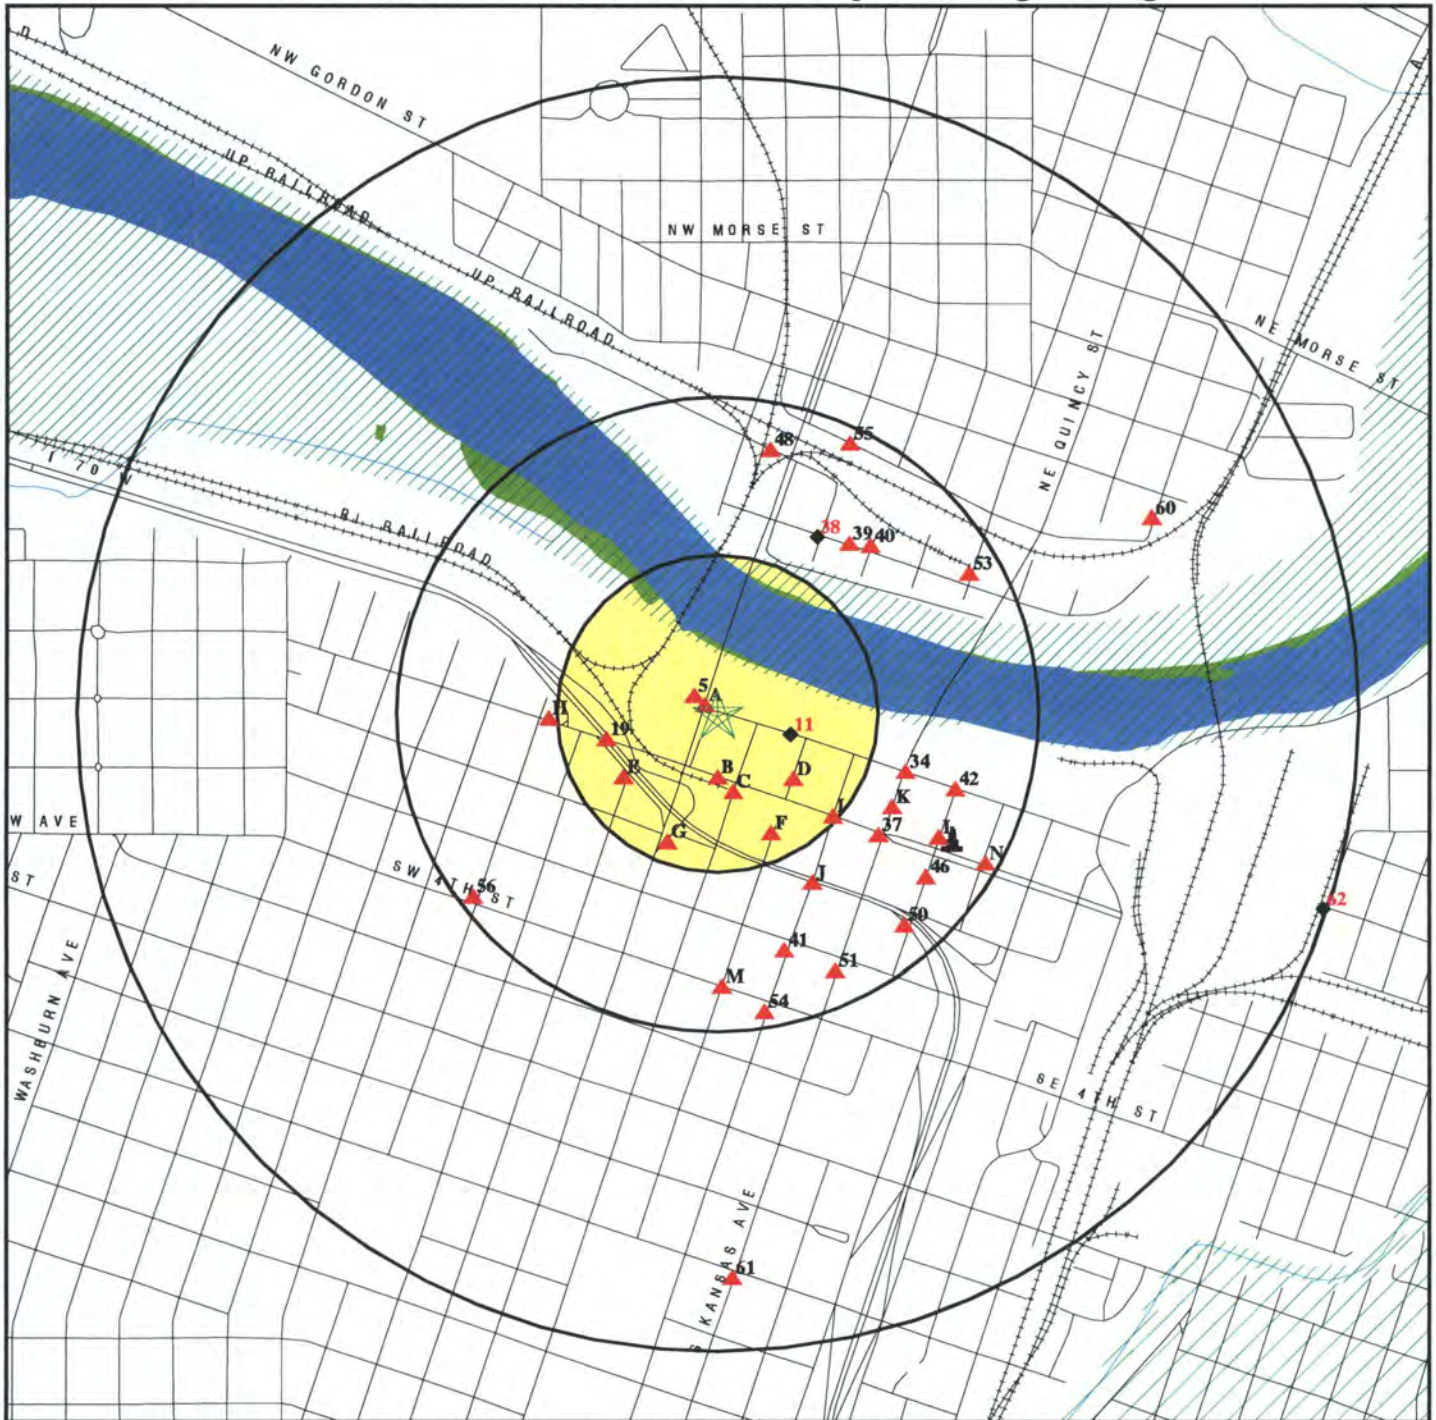 NW GORDON ST
UP RAILROAD
NW MORSE ST
UP RAILROAD
NE MORSE ST
NE QUINCY ST
48
55
I 70 W
RI RAILROAD
60
38
39
40
53
5
A
11
H
19
34
B
E
C
D
42
K
I
37
L
F
G
N
W AVE
46
J
ST
SW 4TH ST
56
50
41
51
M
54
62
WASHBURN AVE
SE 4TH ST
S KANSAS AVE
61